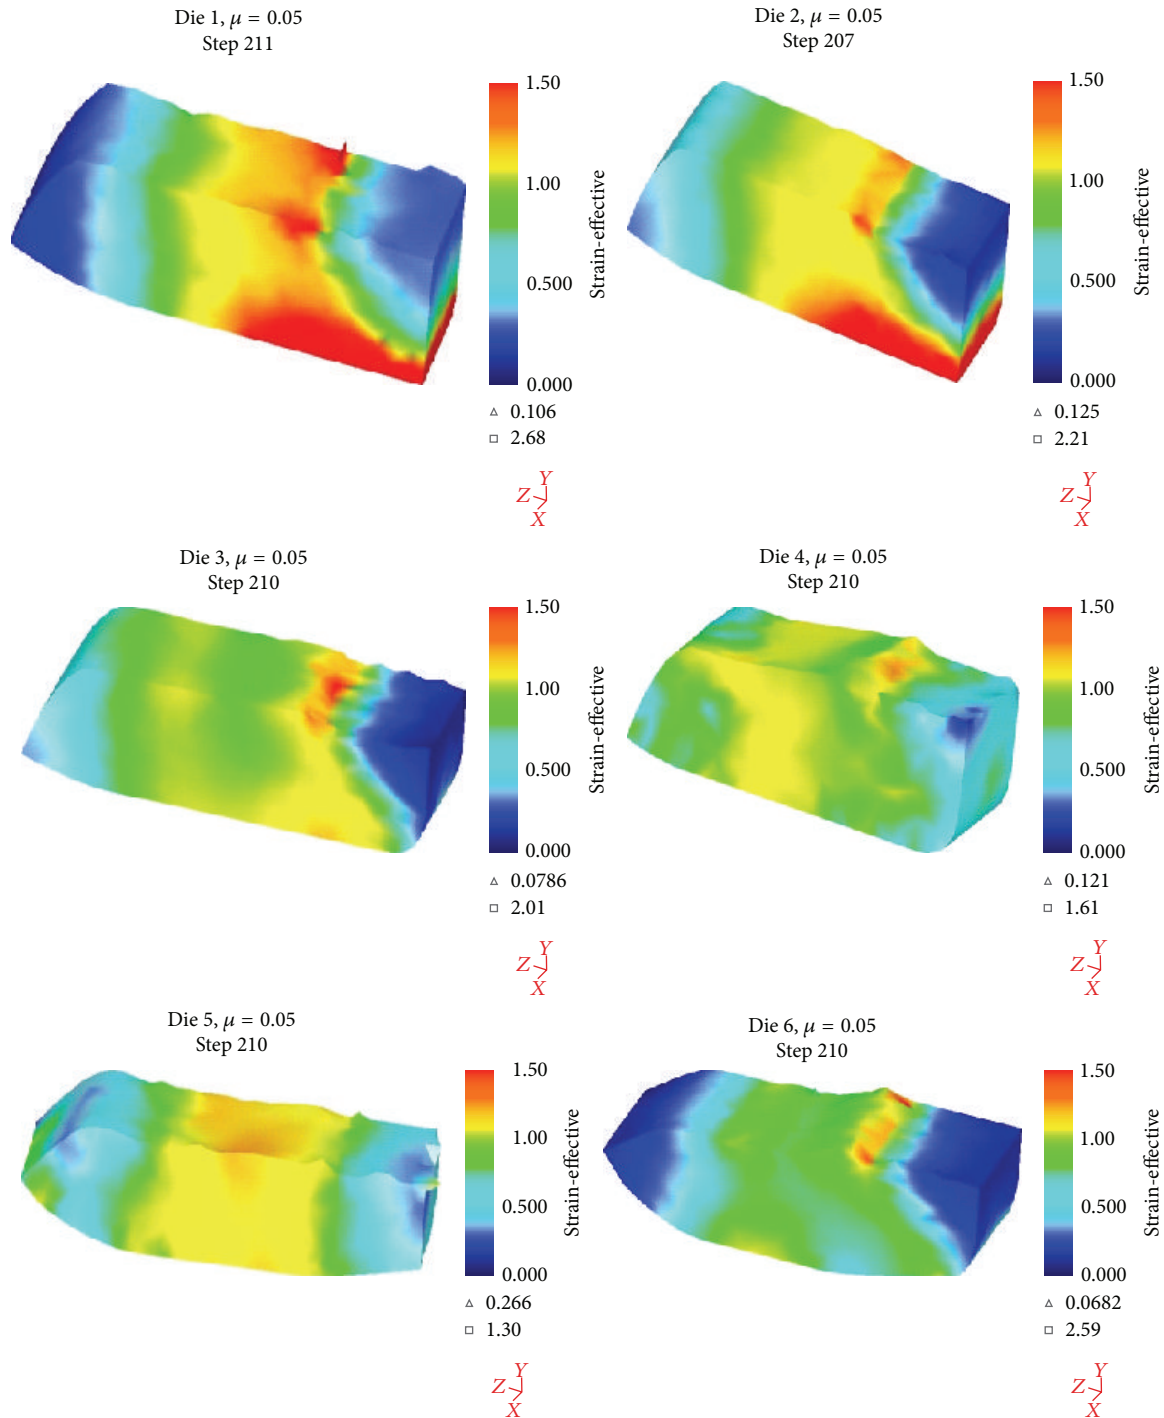 Die 1, μ = 0.05
Step 211
1.50
1.00
0.500
0.000
Strain-effective
△ 0.106
□ 2.68
Y
Z
X
Die 2, μ = 0.05
Step 207
1.50
1.00
0.500
0.000
Strain-effective
△ 0.125
□ 2.21
Y
Z
X
Die 3, μ = 0.05
Step 210
1.50
1.00
0.500
0.000
Strain-effective
△ 0.0786
□ 2.01
Y
Z
X
Die 4, μ = 0.05
Step 210
1.50
1.00
0.500
0.000
Strain-effective
△ 0.121
□ 1.61
Y
Z
X
Die 5, μ = 0.05
Step 210
1.50
1.00
0.500
0.000
Strain-effective
△ 0.266
□ 1.30
Y
Z
X
Die 6, μ = 0.05
Step 210
1.50
1.00
0.500
0.000
Strain-effective
△ 0.0682
□ 2.59
Y
Z
X